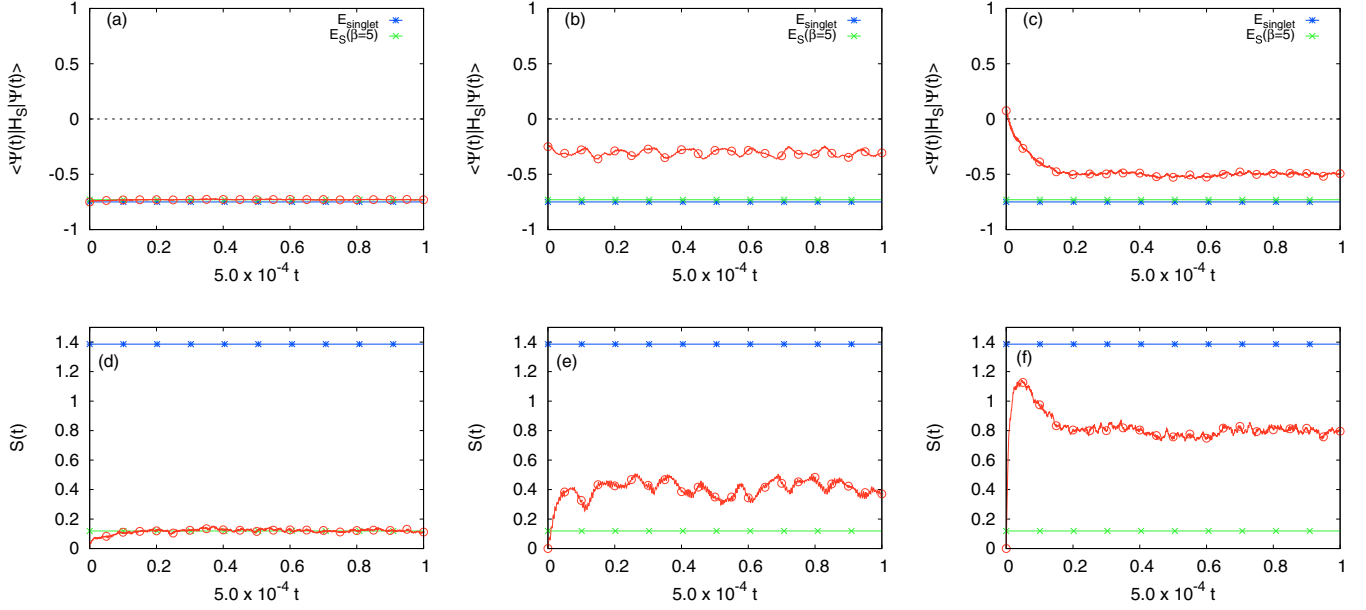 (a)
E_singlet
E_S(β=5)
<Ψ(t)|H_S|Ψ(t)>
1
0.5
0
-0.5
-1
0 0.2 0.4 0.6 0.8 1
5.0 x 10^-4 t
(b)
E_singlet
E_S(β=5)
<Ψ(t)|H_S|Ψ(t)>
1
0.5
0
-0.5
-1
0 0.2 0.4 0.6 0.8 1
5.0 x 10^-4 t
(c)
E_singlet
E_S(β=5)
<Ψ(t)|H_S|Ψ(t)>
1
0.5
0
-0.5
-1
0 0.2 0.4 0.6 0.8 1
5.0 x 10^-4 t
(d)
S(t)
1.4
1.2
1
0.8
0.6
0.4
0.2
0
0 0.2 0.4 0.6 0.8 1
5.0 x 10^-4 t
(e)
S(t)
1.4
1.2
1
0.8
0.6
0.4
0.2
0
0 0.2 0.4 0.6 0.8 1
5.0 x 10^-4 t
(f)
S(t)
1.4
1.2
1
0.8
0.6
0.4
0.2
0
0 0.2 0.4 0.6 0.8 1
5.0 x 10^-4 t